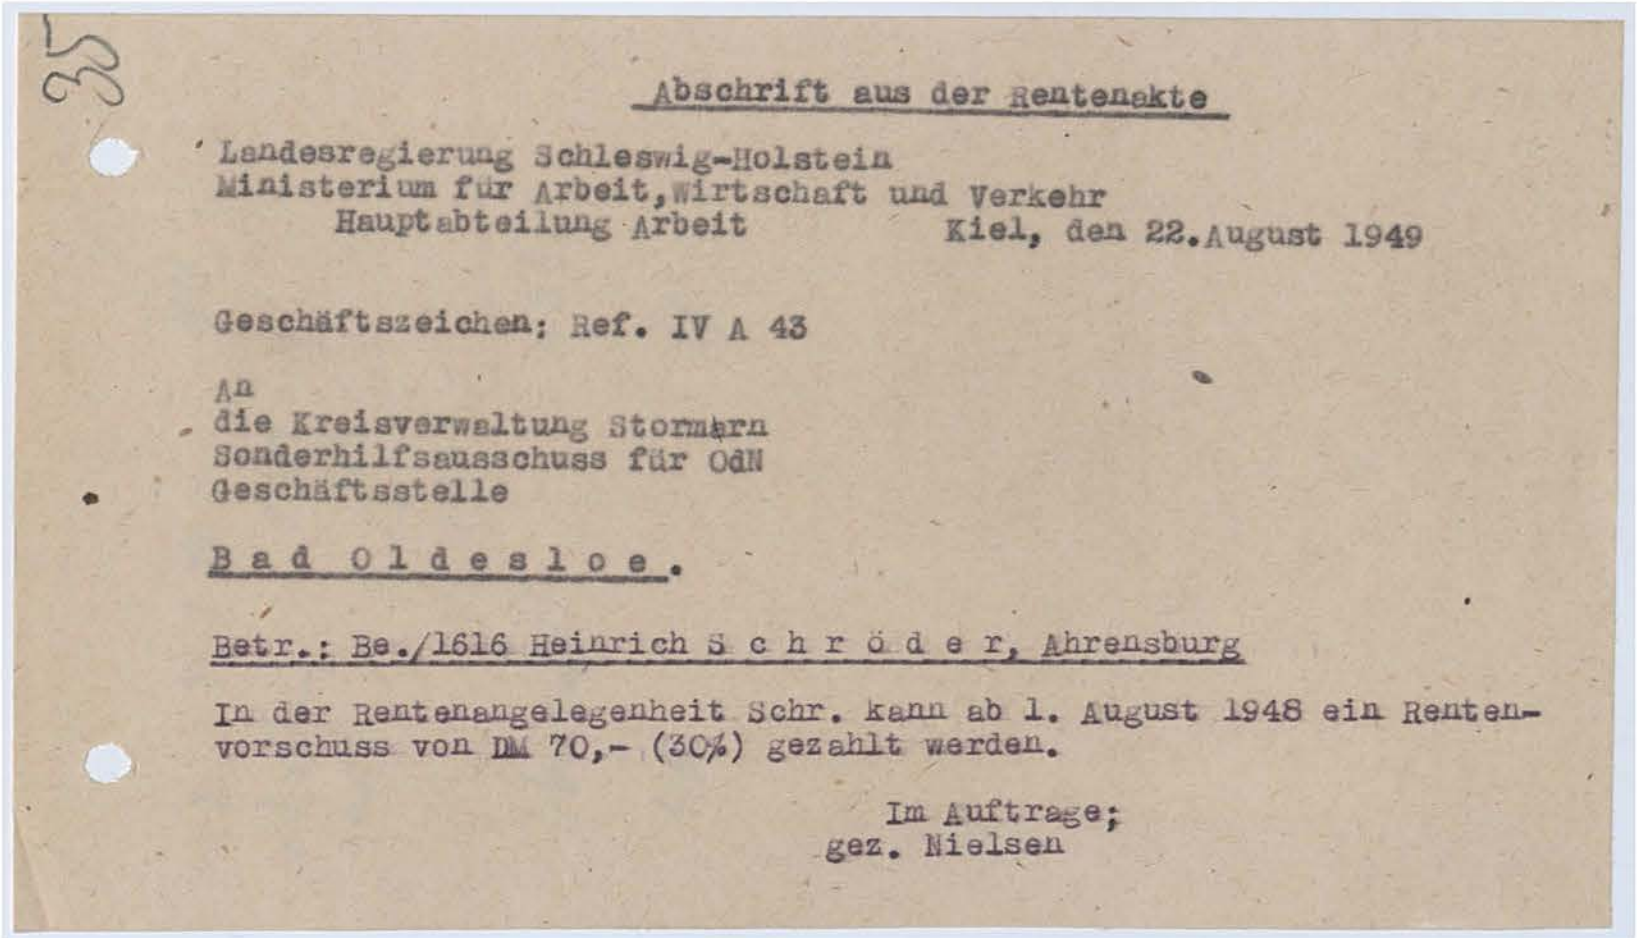 35
Abschrift aus der Rentenakte
Landesregierung Schleswig-Holstein
Ministerium für Arbeit,Wirtschaft und Verkehr
Hauptabteilung Arbeit Kiel, den 22.August 1949
Geschäftszeichen; Ref. IV A 43
An
die Kreisverwaltung Stormarn
Sonderhilfsausschuss für OdN
Geschäftsstelle
B a d O l d e s l o e .
Betr.: Be./1616 Heinrich S c h r ö d e r, Ahrensburg
In der Rentenangelegenheit Schr. kann ab 1. August 1948 ein Renten-
vorschuss von DM 70,- (30%) gezahlt werden.
Im Auftrage;
gez. Nielsen